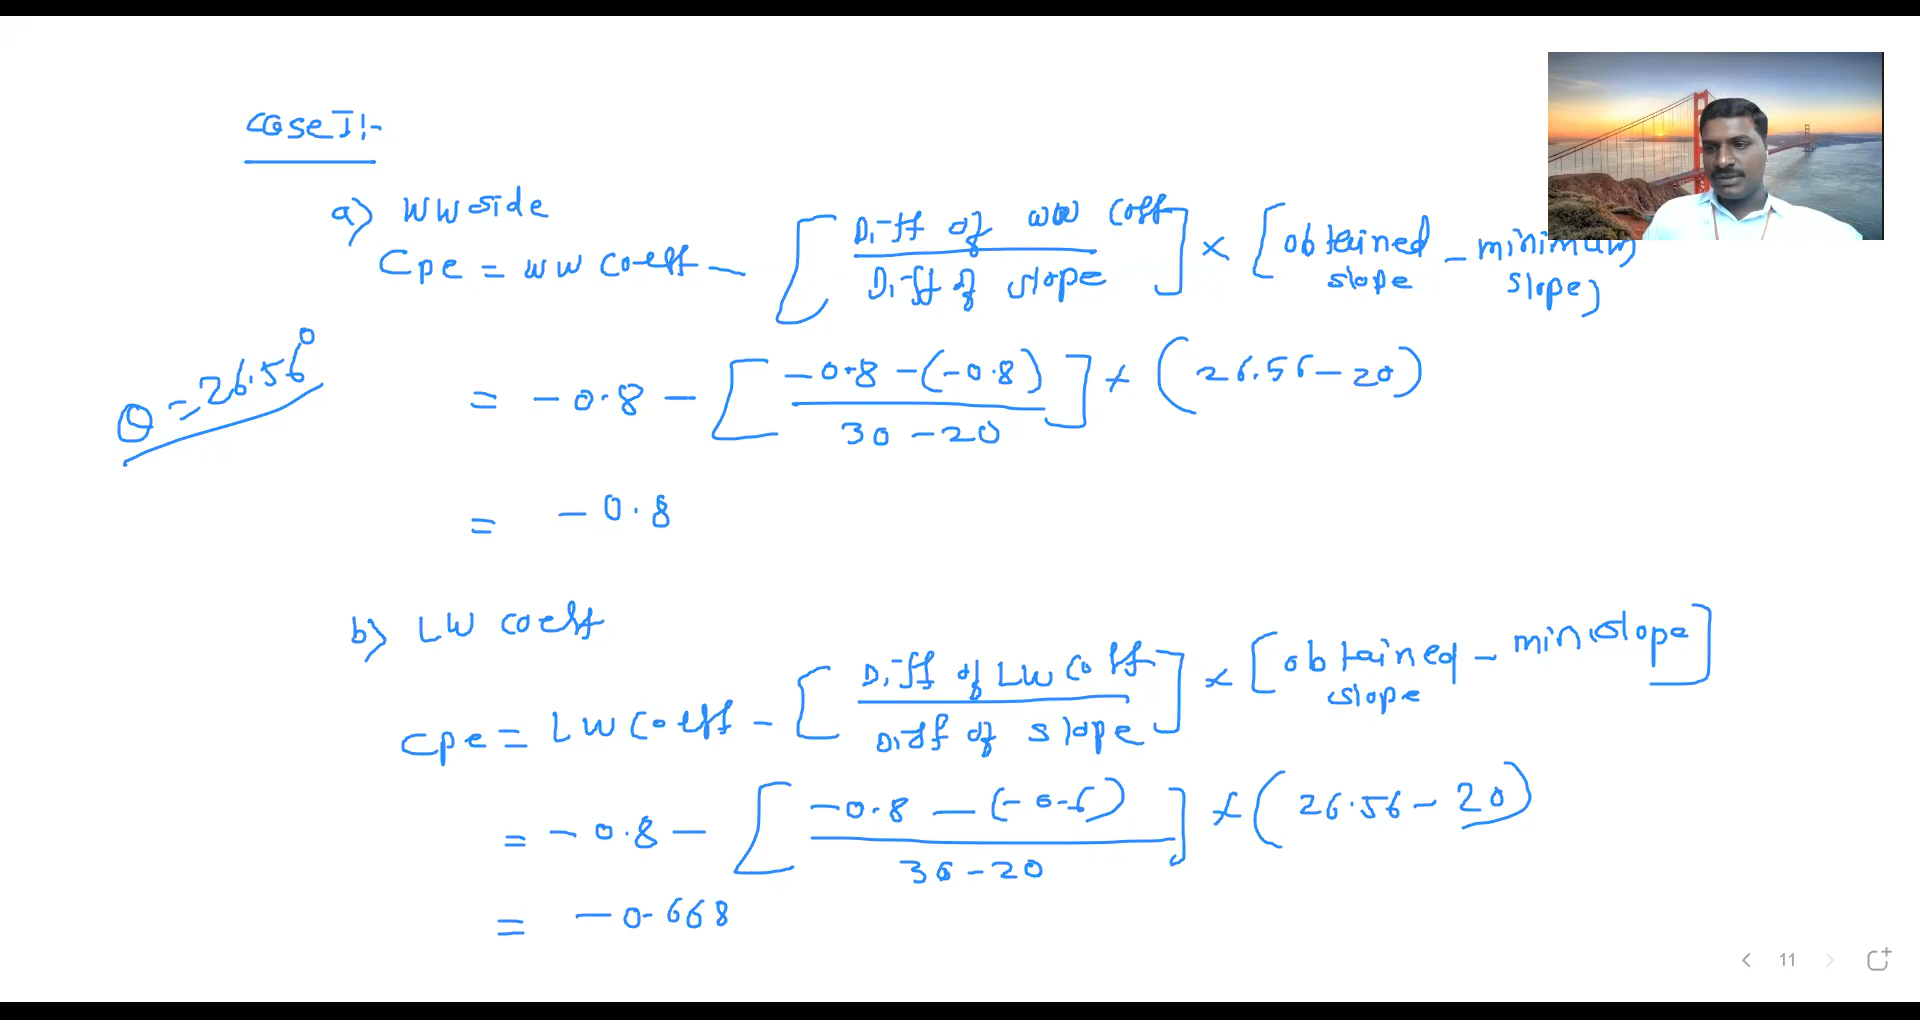 Case I :-
a) WW side
Cpe = WW Coeff - [Diff of WW Coff / Diff of slope] × [obtained slope - minimum slope]
θ = 26.56°
= -0.8 - [-0.8 - (-0.8) / 30 - 20] × (26.56 - 20)
= -0.8
b) LW Coeff
Cpe = LW Coeff - [Diff of LW Coff / Diff of slope] × [obtained slope - min slope]
= -0.8 - [-0.8 - (-0.6) / 30 - 20] × (26.56 - 20)
= -0.668
11